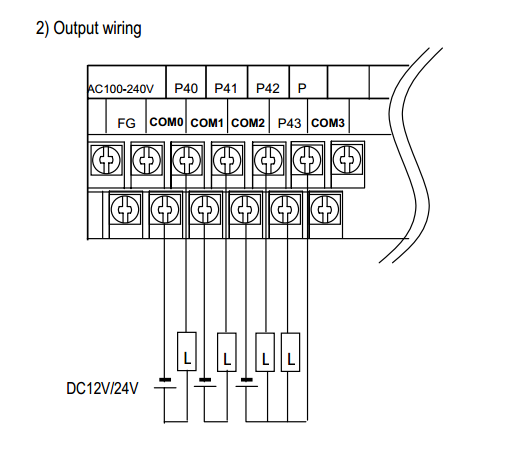 2) Output wiring
AC100-240V P40 P41 P42 P
FG COM0 COM1 COM2 P43 COM3
L L L L
DC12V/24V